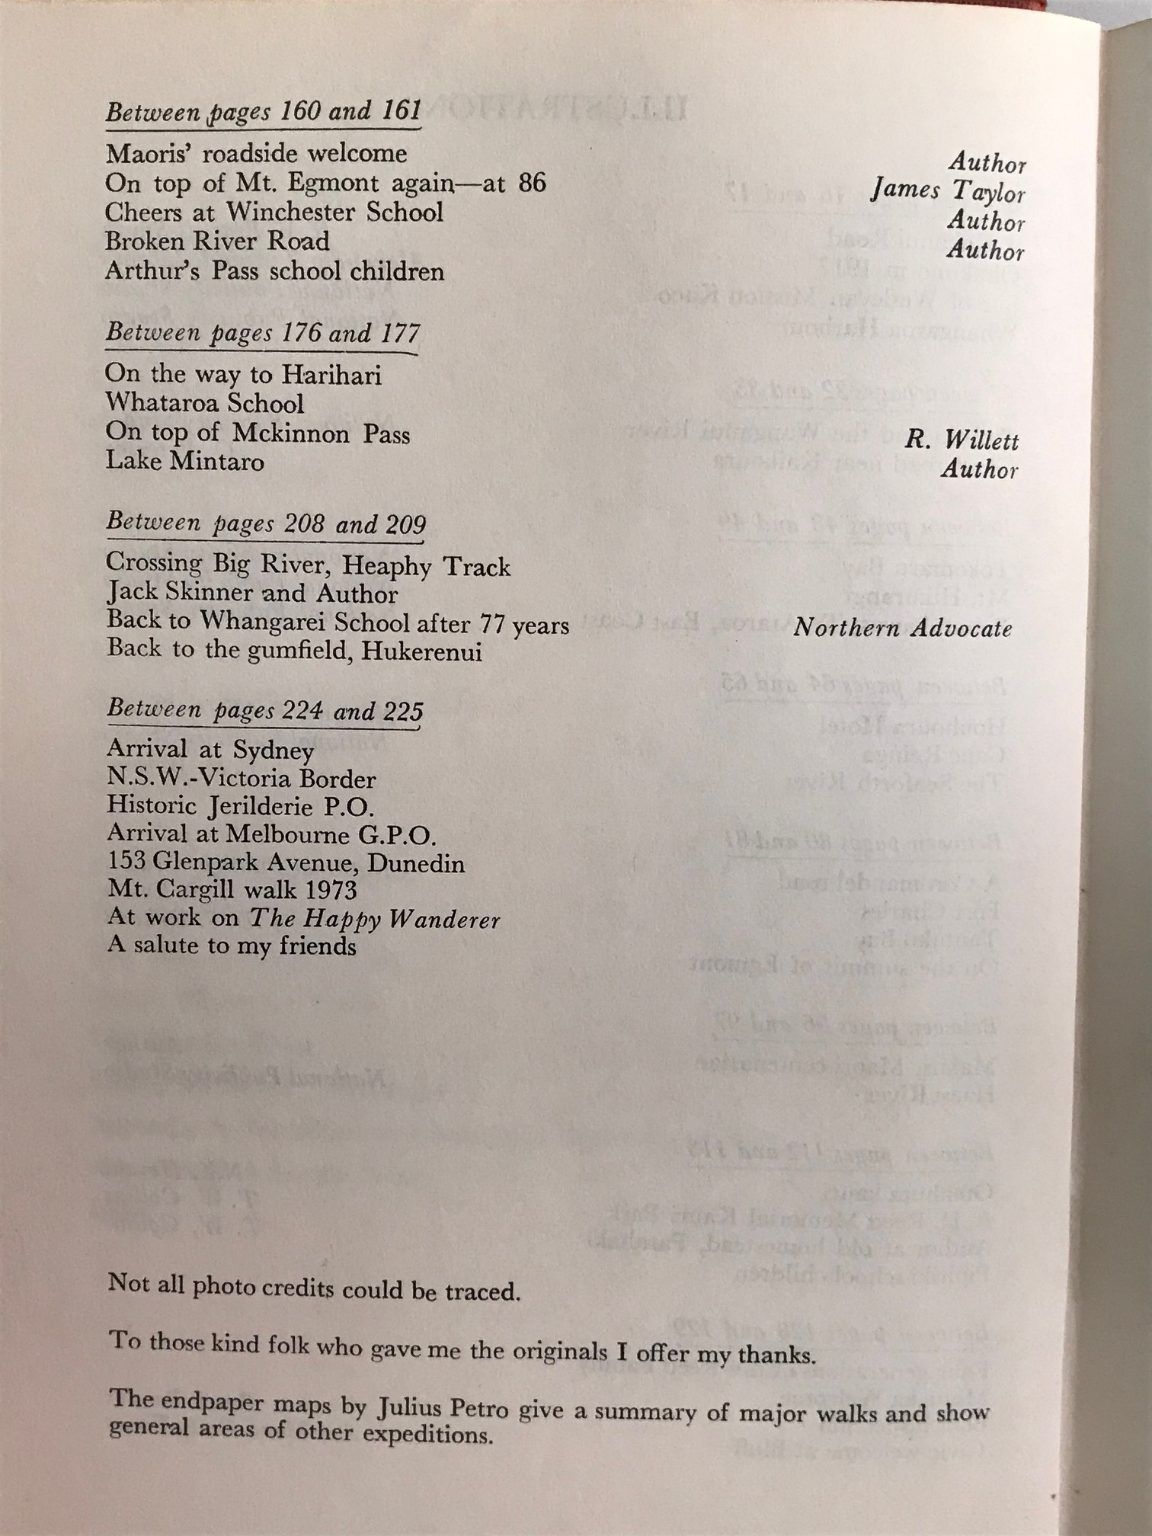 Between pages 160 and 161
Maoris' roadside welcome Author
On top of Mt. Egmont again—at 86 James Taylor
Cheers at Winchester School Author
Broken River Road Author
Arthur's Pass school children
Between pages 176 and 177
On the way to Harihari
Whataroa School
On top of Mckinnon Pass R. Willett
Lake Mintaro Author
Between pages 208 and 209
Crossing Big River, Heaphy Track
Jack Skinner and Author
Back to Whangarei School after 77 years Northern Advocate
Back to the gumfield, Hukerenui
Between pages 224 and 225
Arrival at Sydney
N.S.W.-Victoria Border
Historic Jerilderie P.O.
Arrival at Melbourne G.P.O.
153 Glenpark Avenue, Dunedin
Mt. Cargill walk 1973
At work on The Happy Wanderer
A salute to my friends
Not all photo credits could be traced.
To those kind folk who gave me the originals I offer my thanks.
The endpaper maps by Julius Petro give a summary of major walks and show
general areas of other expeditions.